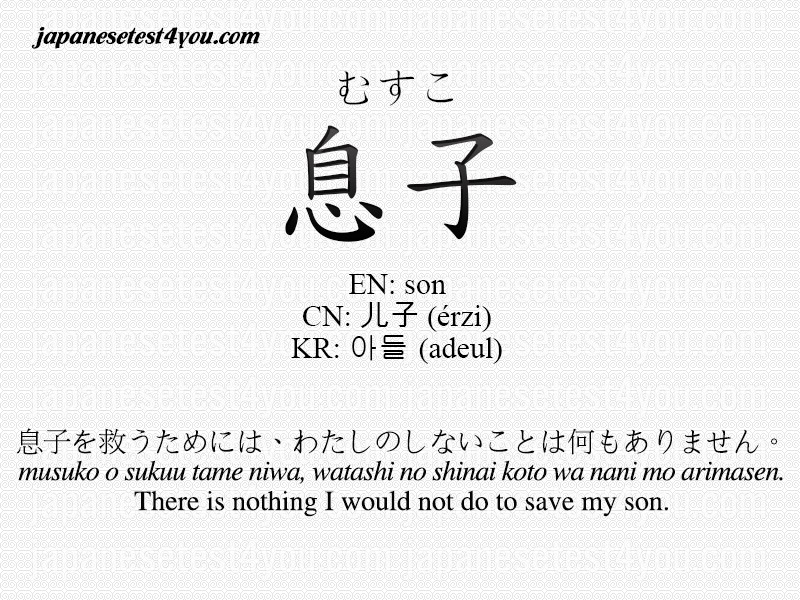 japanesetest4you.com
むすこ
息子
EN: son
CN: 儿子 (érzi)
KR: 아들 (adeul)
息子を救うためには、わたしのしないことは何もありません。
musuko o sukuu tame niwa, watashi no shinai koto wa nani mo arimasen.
There is nothing I would not do to save my son.